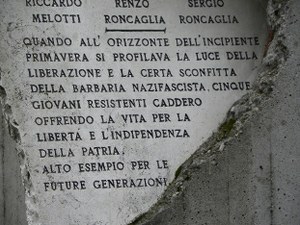 RICCARDO RENZO SERGIO
MELOTTI RONCAGLIA RONCAGLIA
QUANDO ALL' ORIZZONTE DELL'INCIPIENTE
PRIMAVERA SI PROFILAVA LA LUCE DELLA
LIBERAZIONE E LA CERTA SCONFITTA
DELLA BARBARIA NAZIFASCISTA. CINQUE
GIOVANI RESISTENTI CADDERO
OFFRENDO LA VITA PER LA
LIBERTÀ E L'INDIPENDENZA
DELLA PATRIA.
ALTO ESEMPIO PER LE
FUTURE GENERAZIONI